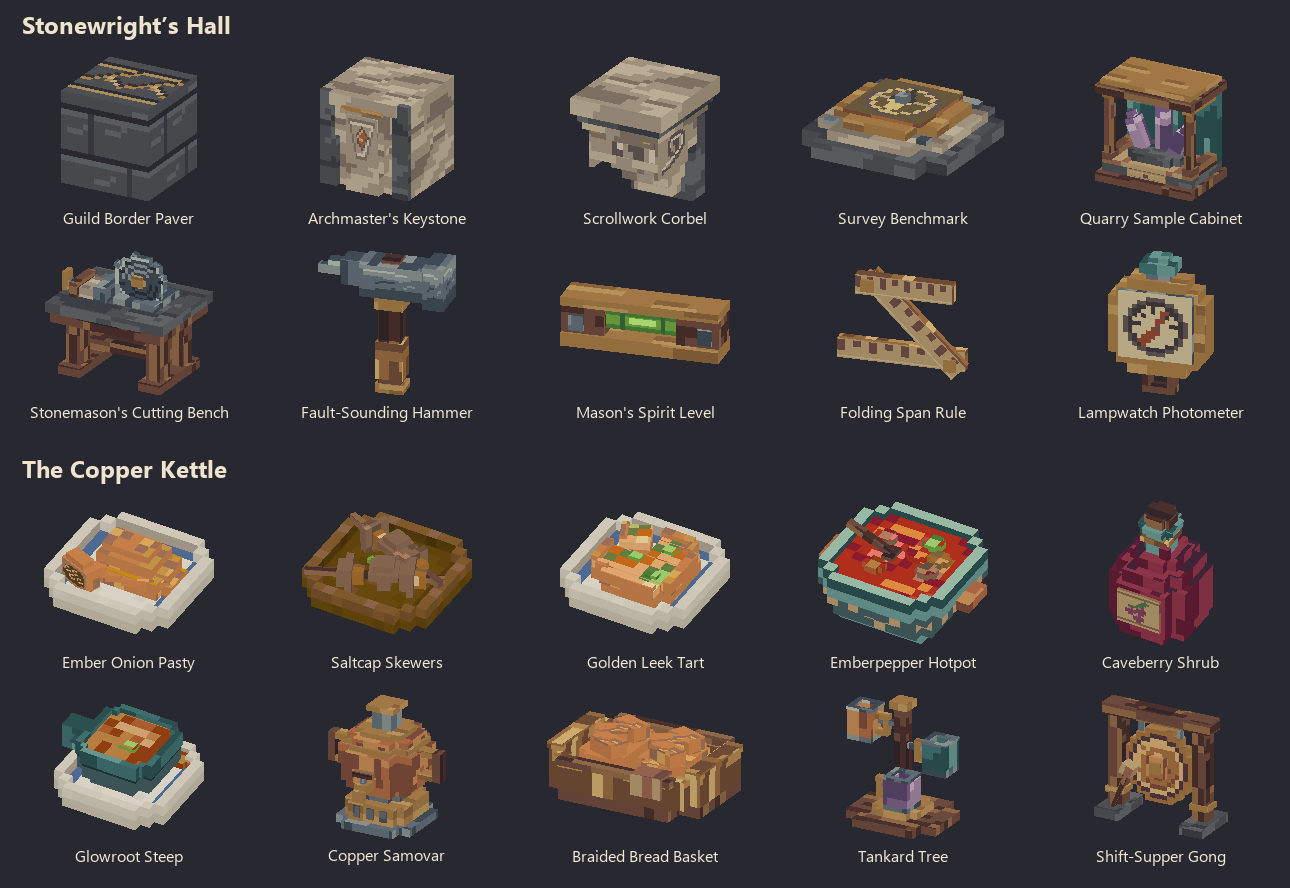 Stonewright’s Hall
Guild Border Paver
Archmaster's Keystone
Scrollwork Corbel
Survey Benchmark
Quarry Sample Cabinet
Stonemason's Cutting Bench
Fault-Sounding Hammer
Mason's Spirit Level
Folding Span Rule
Lampwatch Photometer
The Copper Kettle
Ember Onion Pasty
Saltcap Skewers
Golden Leek Tart
Emberpepper Hotpot
Caveberry Shrub
Glowroot Steep
Copper Samovar
Braided Bread Basket
Tankard Tree
Shift-Supper Gong